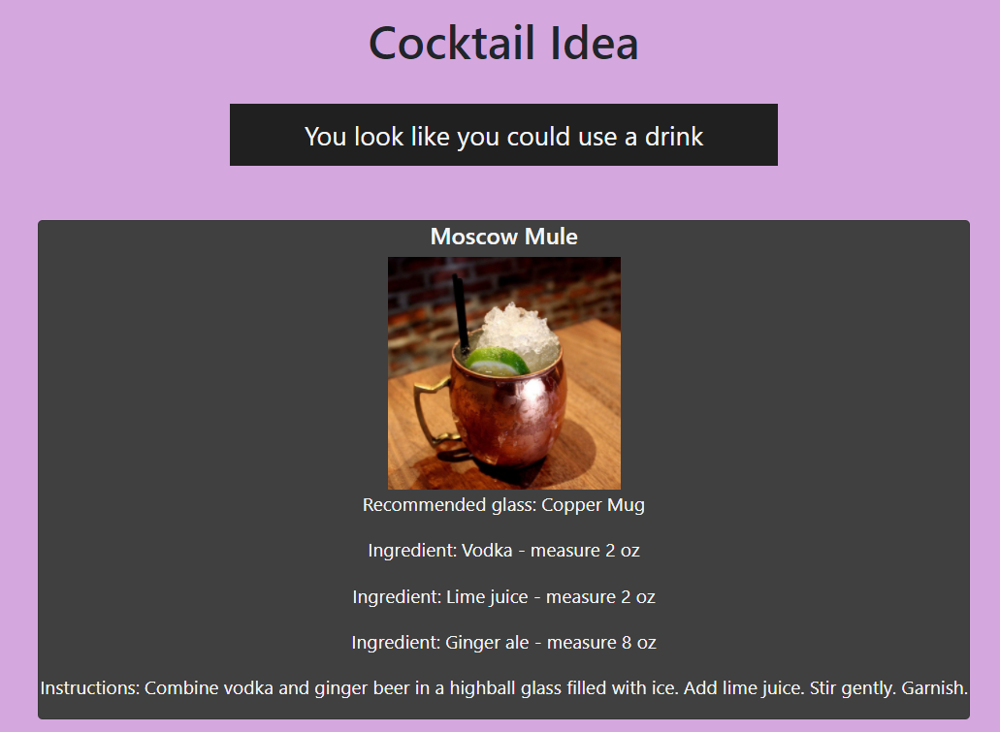 Cocktail Idea
You look like you could use a drink
Moscow Mule
Recommended glass: Copper Mug
Ingredient: Vodka - measure 2 oz
Ingredient: Lime juice - measure 2 oz
Ingredient: Ginger ale - measure 8 oz
Instructions: Combine vodka and ginger beer in a highball glass filled with ice. Add lime juice. Stir gently. Garnish.